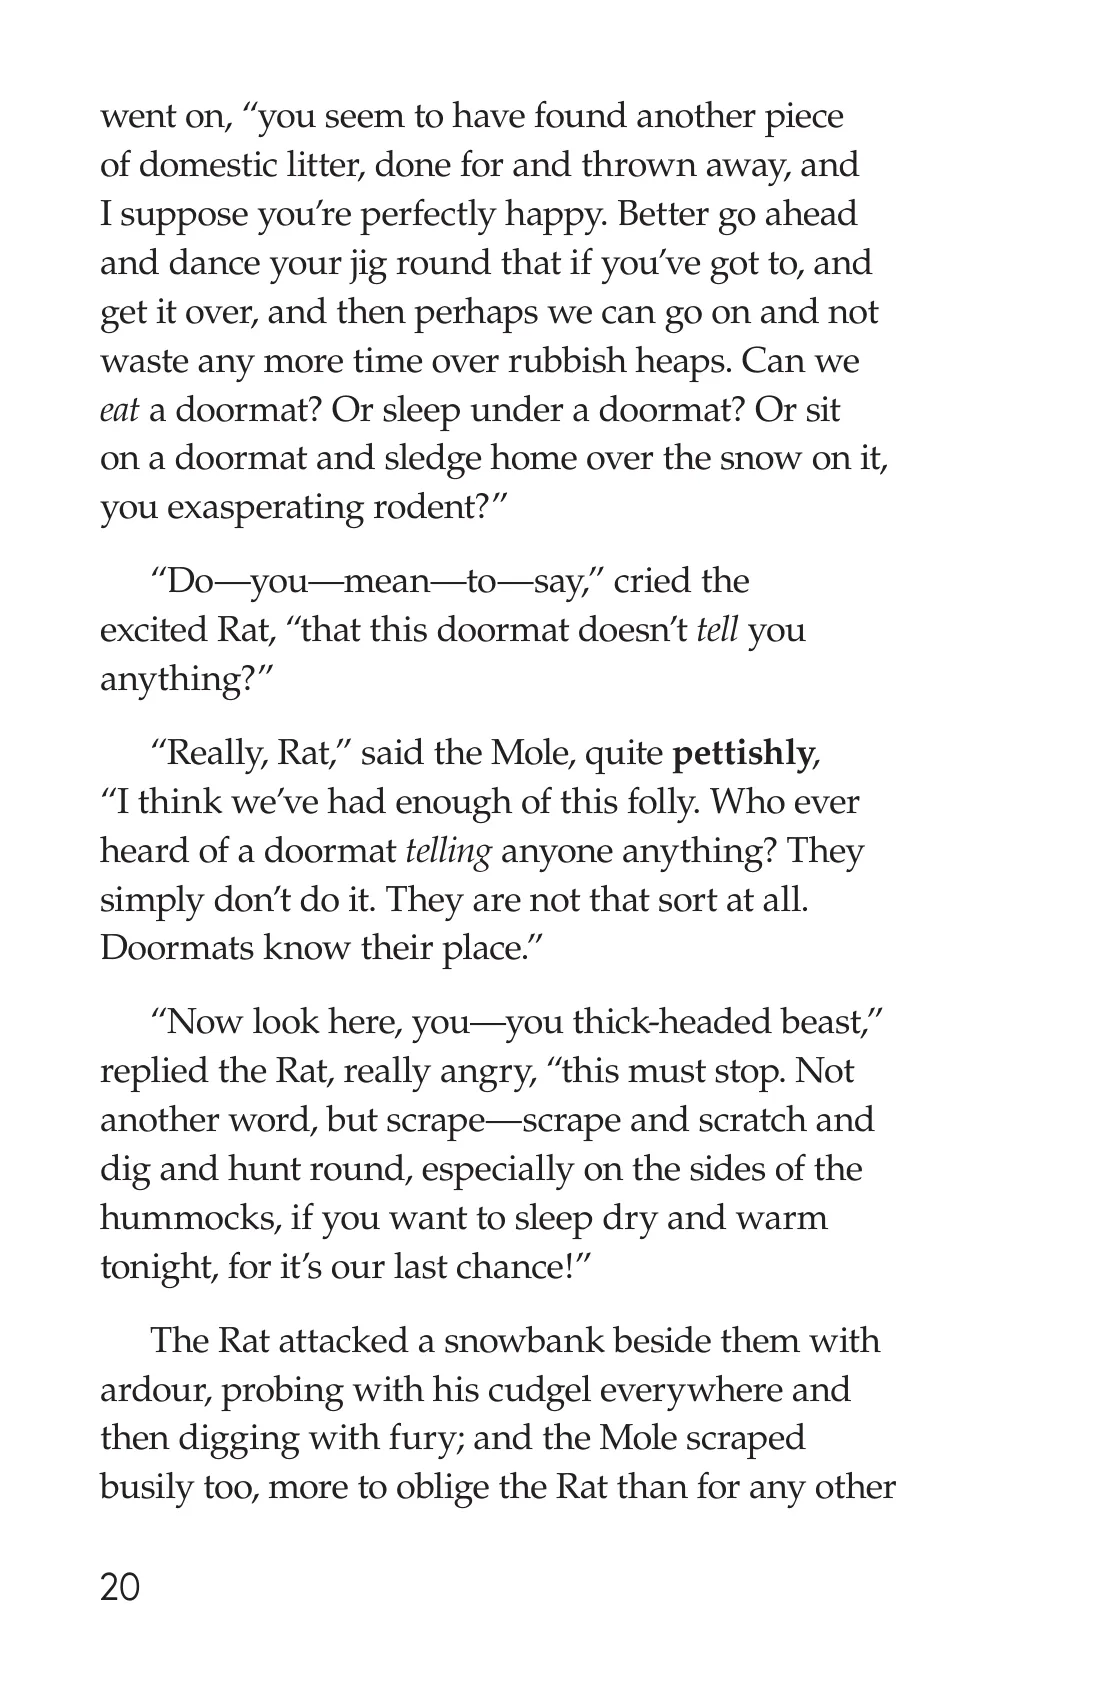 went on, “you seem to have found another piece
of domestic litter, done for and thrown away, and
I suppose you’re perfectly happy. Better go ahead
and dance your jig round that if you’ve got to, and
get it over, and then perhaps we can go on and not
waste any more time over rubbish heaps. Can we
eat a doormat? Or sleep under a doormat? Or sit
on a doormat and sledge home over the snow on it,
you exasperating rodent?”
“Do—you—mean—to—say,” cried the
excited Rat, “that this doormat doesn’t tell you
anything?”
“Really, Rat,” said the Mole, quite pettishly,
“I think we’ve had enough of this folly. Who ever
heard of a doormat telling anyone anything? They
simply don’t do it. They are not that sort at all.
Doormats know their place.”
“Now look here, you—you thick-headed beast,”
replied the Rat, really angry, “this must stop. Not
another word, but scrape—scrape and scratch and
dig and hunt round, especially on the sides of the
hummocks, if you want to sleep dry and warm
tonight, for it’s our last chance!”
The Rat attacked a snowbank beside them with
ardour, probing with his cudgel everywhere and
then digging with fury; and the Mole scraped
busily too, more to oblige the Rat than for any other
20